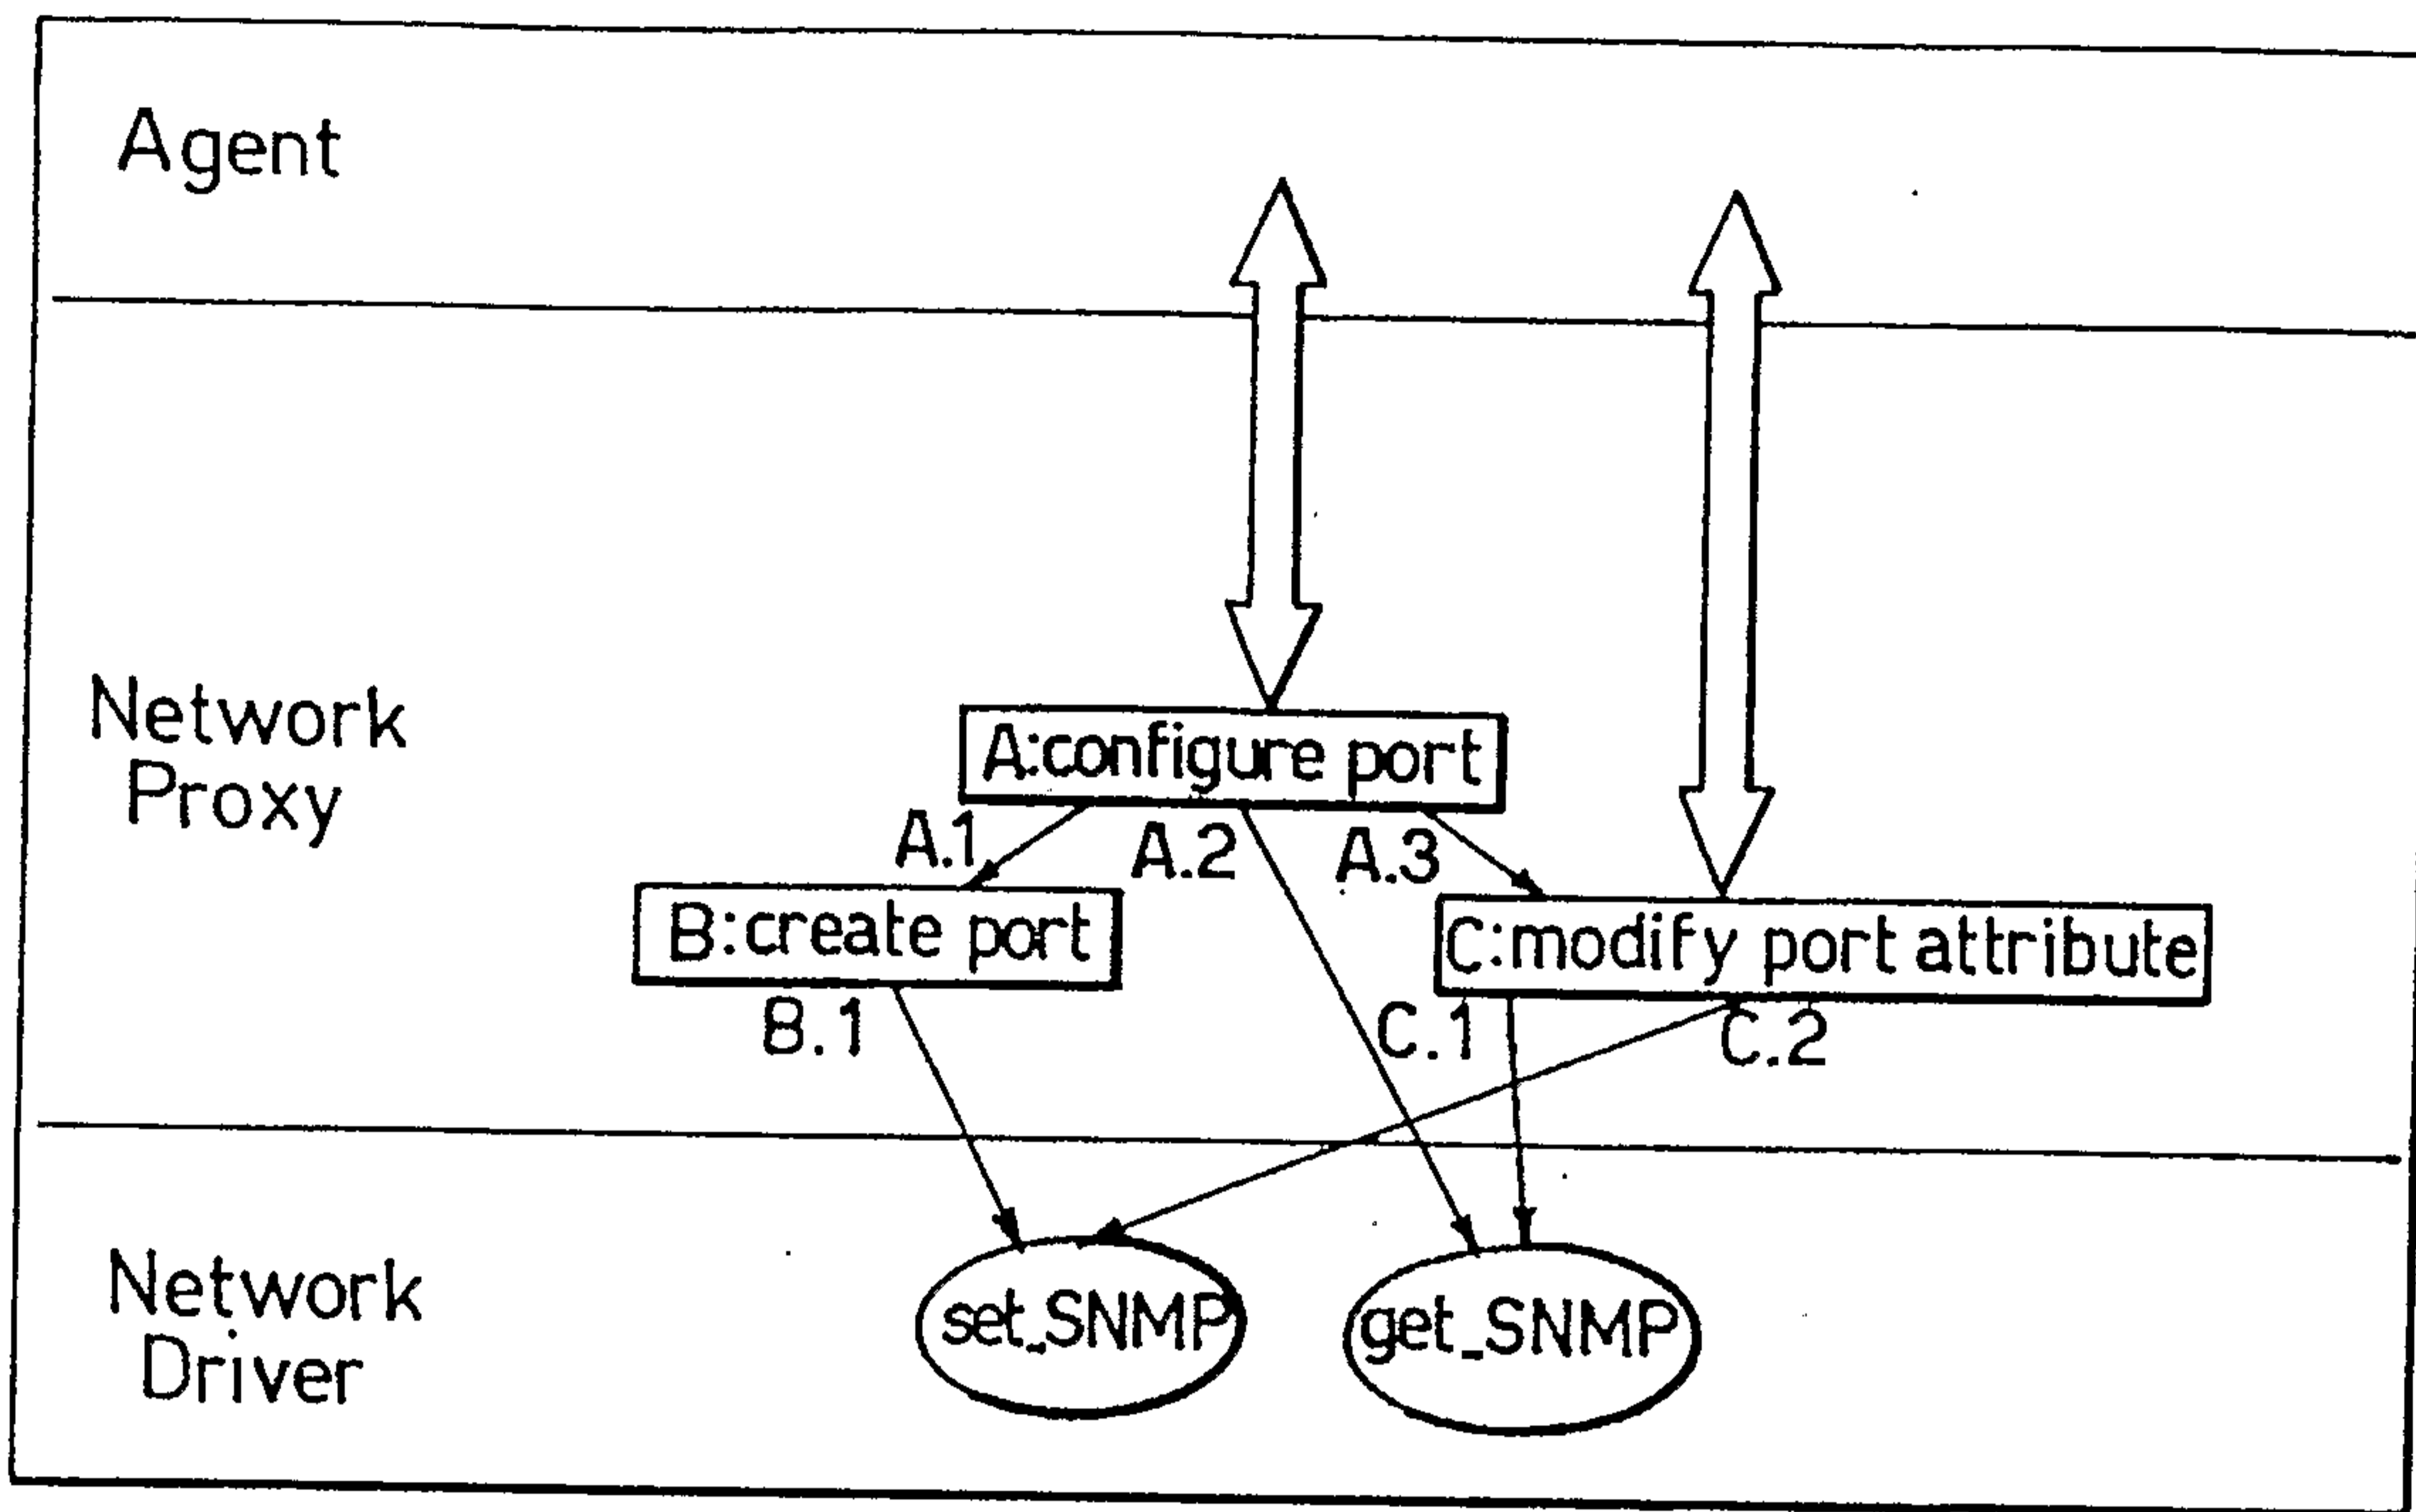 Agent
Network
Proxy
A:configure port
A.1
A.2
A.3
B:create port
C:modify port attribute
B.1
C.1
C.2
Network
Driver
set_SNMP
get_SNMP